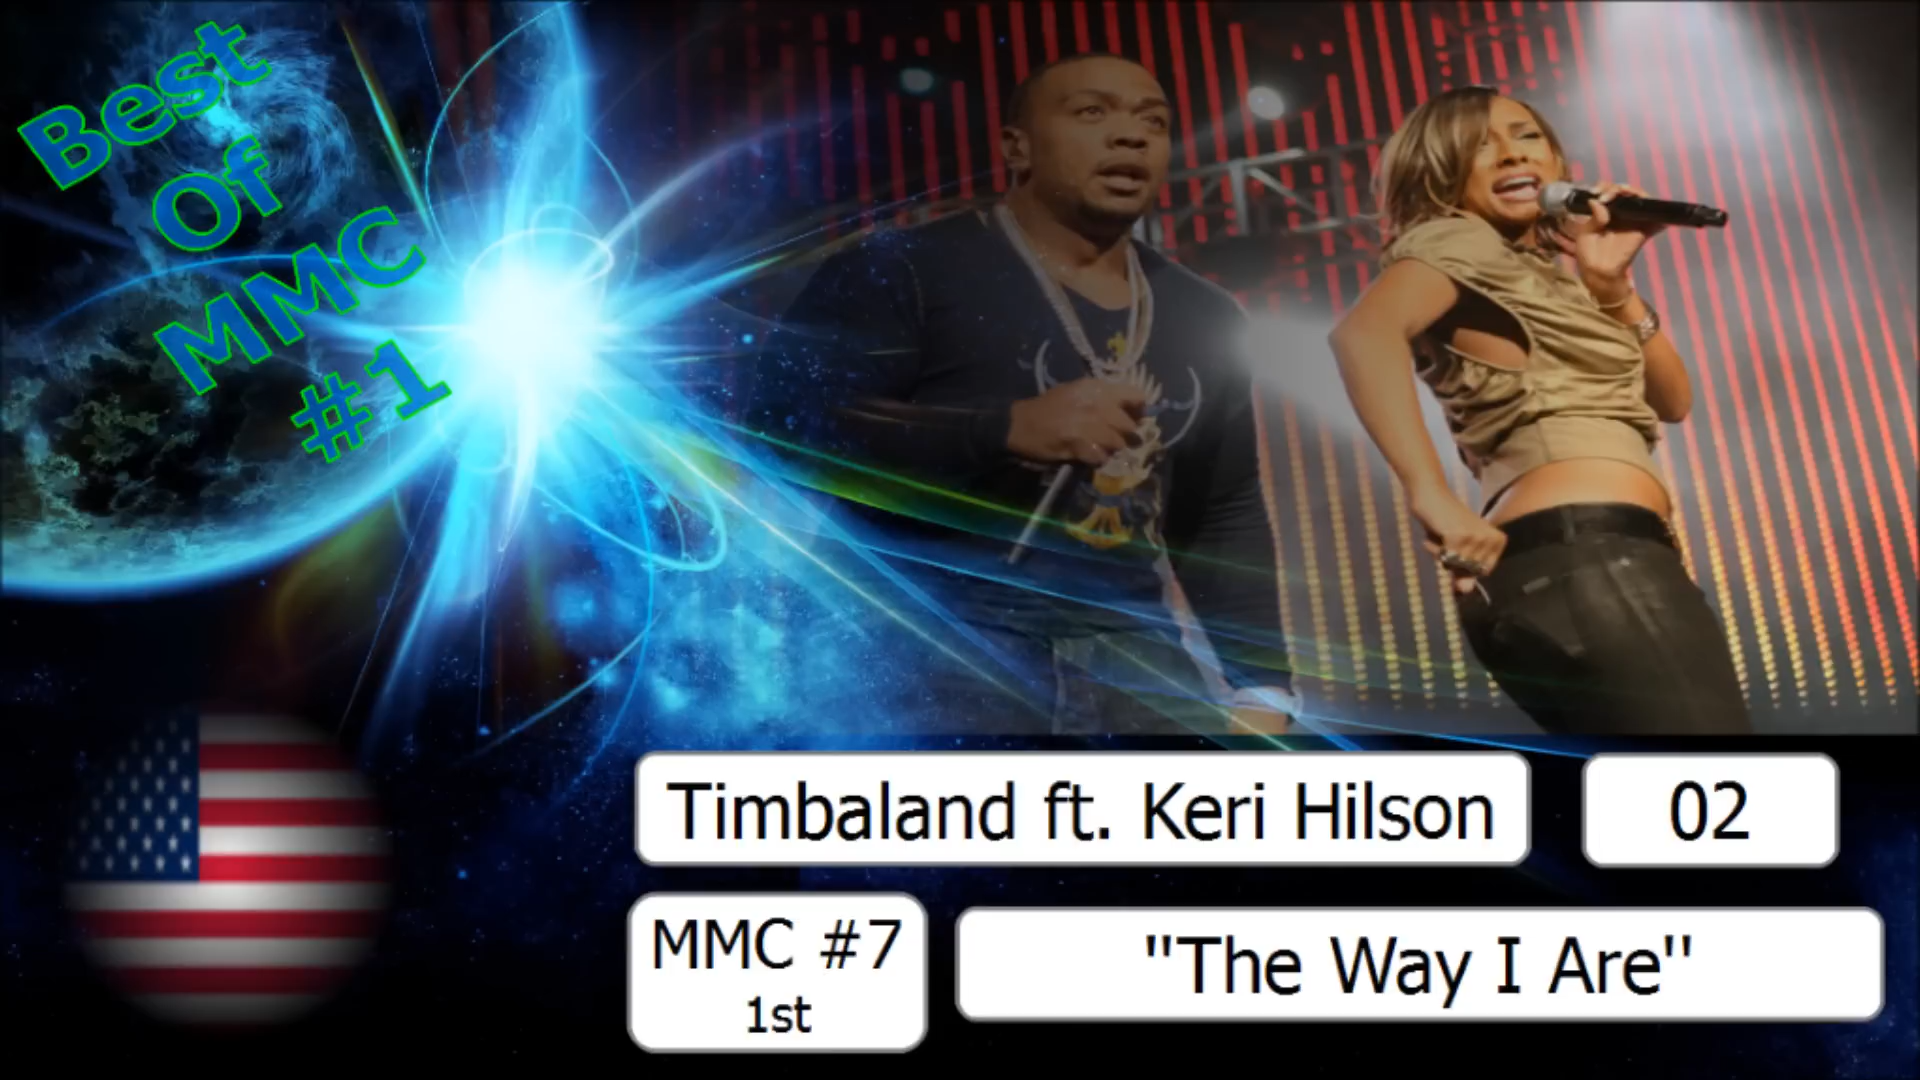 Best
Of
MMC
#1
Timbaland ft. Keri Hilson
02
MMC #7
1st
"The Way I Are"